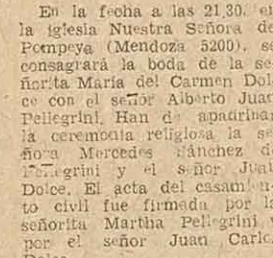 En la fecha a las 21,30, en
la iglesia Nuestra Señora de
Pompeya (Mendoza 5200), se
consagrará la boda de la se-
ñorita María del Carmen Dol-
ce con el señor Alberto Juan
Pellegrini. Han de apadrinar
la ceremonia religiosa la se-
ñora Mercedes Sánchez de
Pellegrini y el señor Juan
Dolce. El acta del casamien-
to civil fue firmada por la
señorita Martha Pellegrini y
por el señor Juan Carlos
Dolce